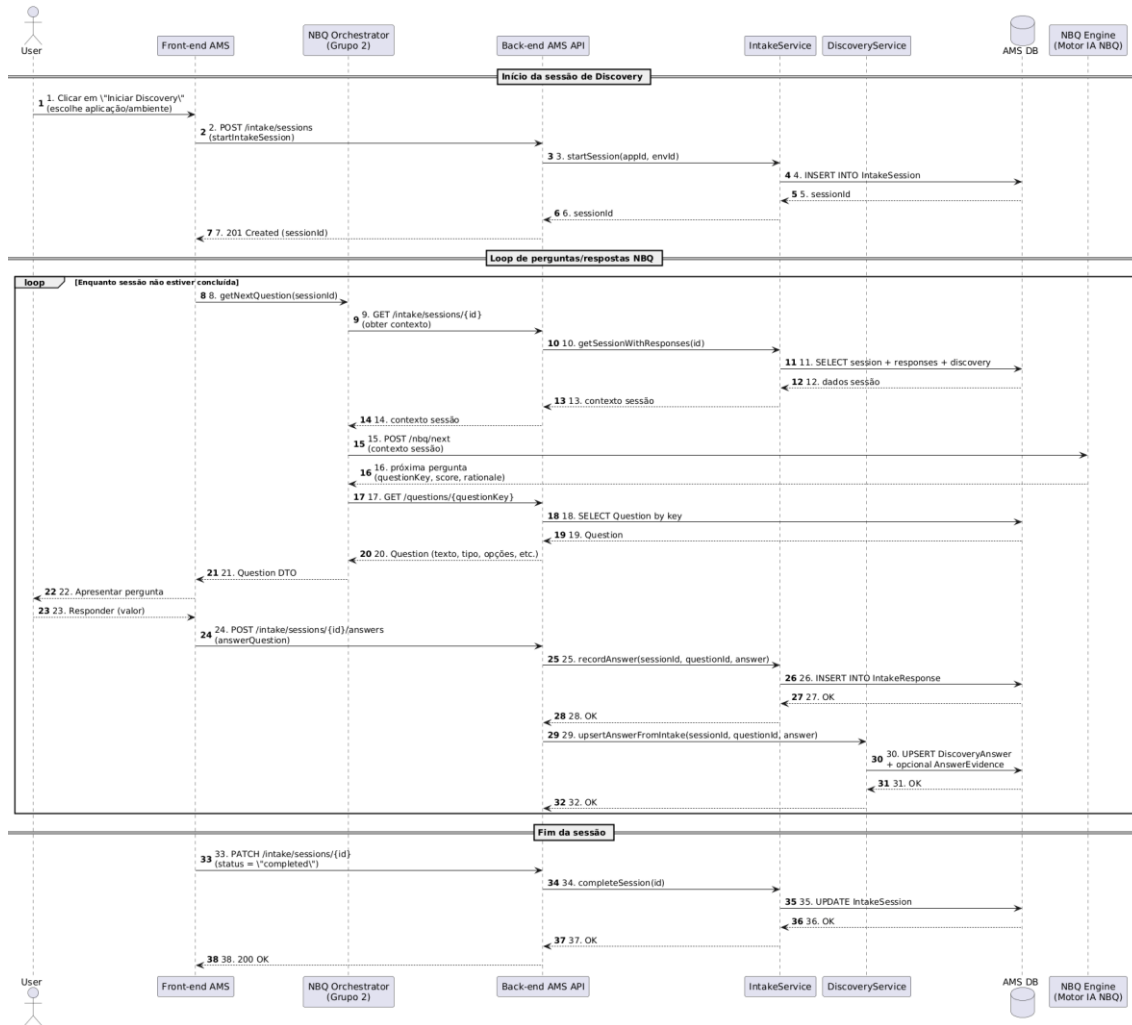 User
Front-end AMS
NBQ Orchestrator
(Grupo 2)
Back-end AMS API
IntakeService
DiscoveryService
AMS DB
NBQ Engine
(Motor IA NBQ)
Início da sessão de Discovery
1 1. Clicar em \"Iniciar Discovery\"
(escolhe aplicação/ambiente)
2 2. POST /intake/sessions
(startIntakeSession)
3 3. startSession(appId, envId)
4 4. INSERT INTO IntakeSession
5 5. sessionId
6 6. sessionId
7 7. 201 Created (sessionId)
Loop de perguntas/respostas NBQ
loop [Enquanto sessão não estiver concluída]
8 8. getNextQuestion(sessionId)
9 9. GET /intake/sessions/{id}
(obter contexto)
10 10. getSessionWithResponses(id)
11 11. SELECT session + responses + discovery
12 12. dados sessão
13 13. contexto sessão
14 14. contexto sessão
15 15. POST /nbq/next
(contexto sessão)
16 16. próxima pergunta
(questionKey, score, rationale)
17 17. GET /questions/{questionKey}
18 18. SELECT Question by key
19 19. Question
20 20. Question (texto, tipo, opções, etc.)
21 21. Question DTO
22 22. Apresentar pergunta
23 23. Responder (valor)
24 24. POST /intake/sessions/{id}/answers
(answerQuestion)
25 25. recordAnswer(sessionId, questionId, answer)
26 26. INSERT INTO IntakeResponse
27 27. OK
28 28. OK
29 29. upsertAnswerFromIntake(sessionId, questionId, answer)
30 30. UPSERT DiscoveryAnswer
+ opcional AnswerEvidence
31 31. OK
32 32. OK
Fim da sessão
33 33. PATCH /intake/sessions/{id}
(status = \"completed\")
34 34. completeSession(id)
35 35. UPDATE IntakeSession
36 36. OK
37 37. OK
38 38. 200 OK
User
Front-end AMS
NBQ Orchestrator
(Grupo 2)
Back-end AMS API
IntakeService
DiscoveryService
AMS DB
NBQ Engine
(Motor IA NBQ)